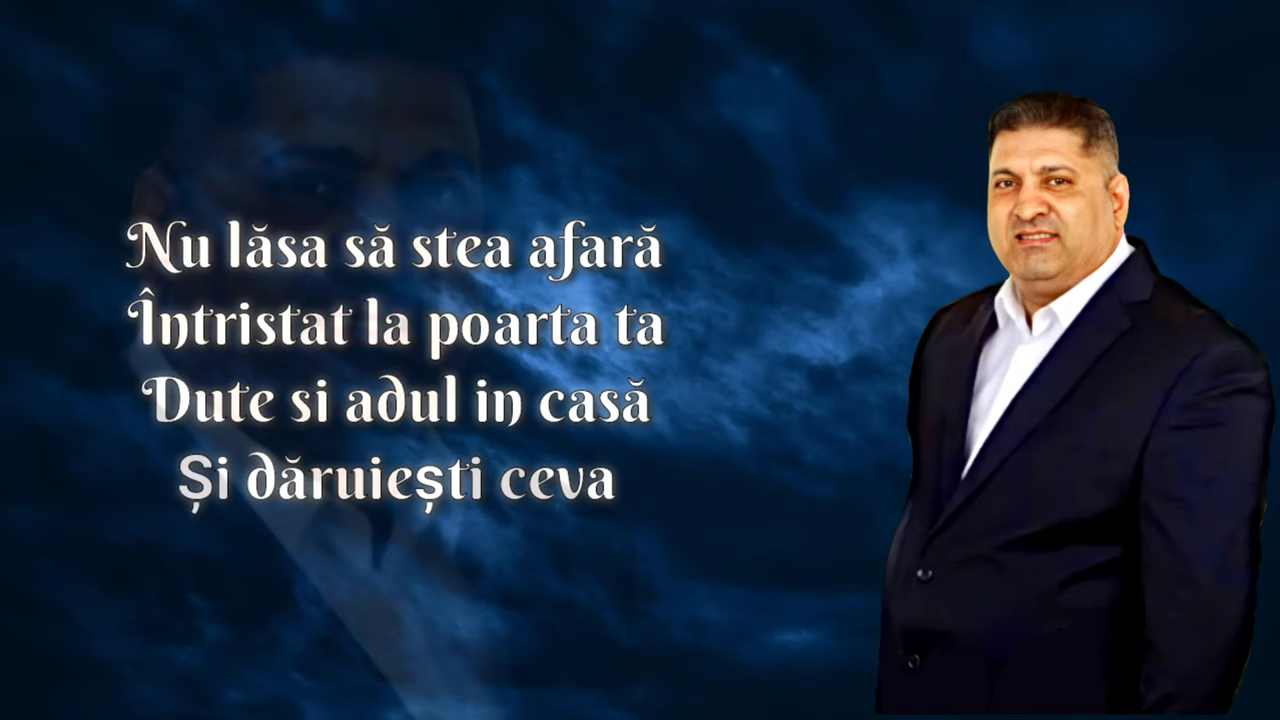 Nu lăsa să stea afară
Întristat la poarta ta
Dute si adul in casă
Și dăruiești ceva